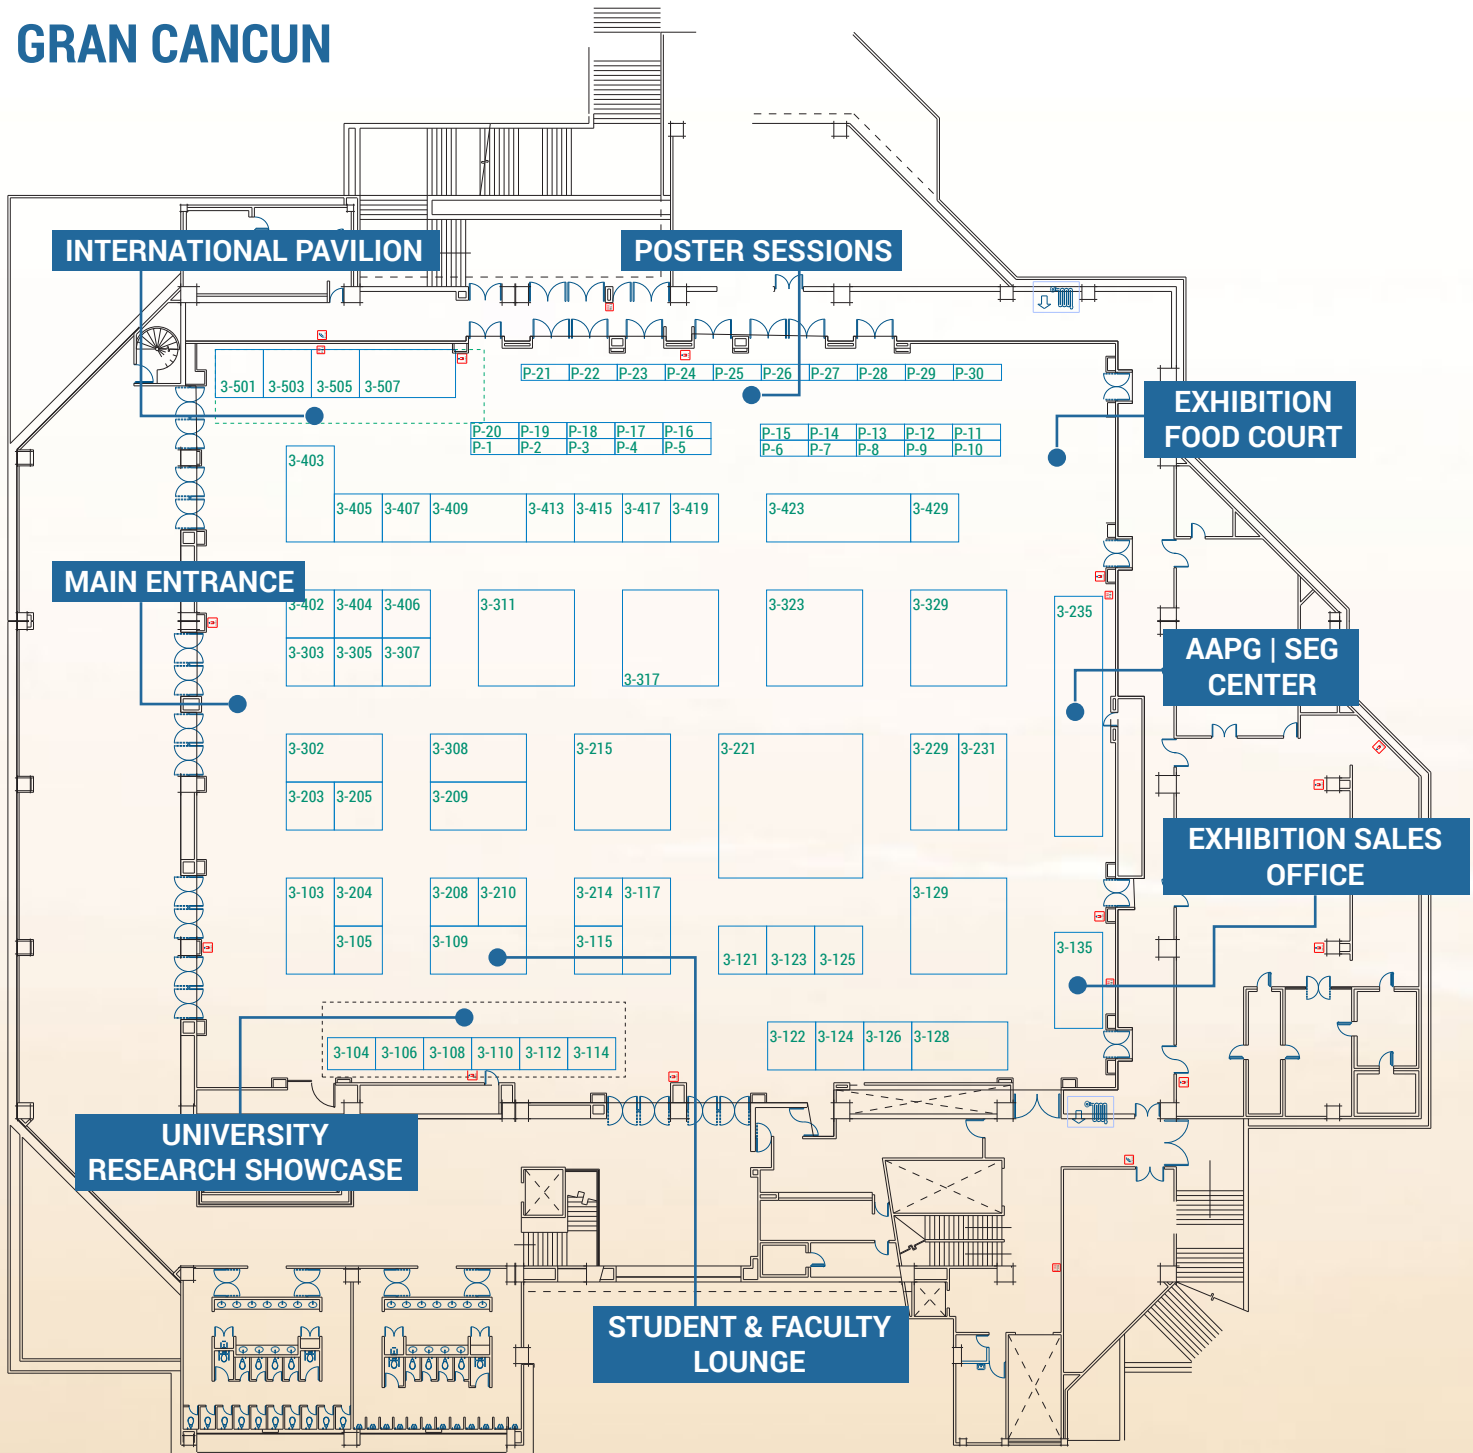 GRAN CANCUN
INTERNATIONAL PAVILION
POSTER SESSIONS
3-501 3-503 3-505 3-507
P-21 P-22 P-23 P-24 P-25 P-26 P-27 P-28 P-29 P-30
EXHIBITION
FOOD COURT
P-20 P-19 P-18 P-17 P-16
P-1 P-2 P-3 P-4 P-5
P-15 P-14 P-13 P-12 P-11
P-6 P-7 P-8 P-9 P-10
3-403
3-405 3-407 3-409 3-413 3-415 3-417 3-419 3-423 3-429
MAIN ENTRANCE
3-402 3-404 3-406 3-311 3-323 3-329
3-235
3-303 3-305 3-307
3-317
AAPG | SEG
CENTER
3-302 3-308 3-215 3-221 3-229 3-231
3-203 3-205 3-209
EXHIBITION SALES
OFFICE
3-103 3-204 3-208 3-210 3-214 3-117 3-129
3-105 3-109 3-115
3-135
3-121 3-123 3-125
3-122 3-124 3-126 3-128
3-104 3-106 3-108 3-110 3-112 3-114
UNIVERSITY
RESEARCH SHOWCASE
STUDENT & FACULTY
LOUNGE